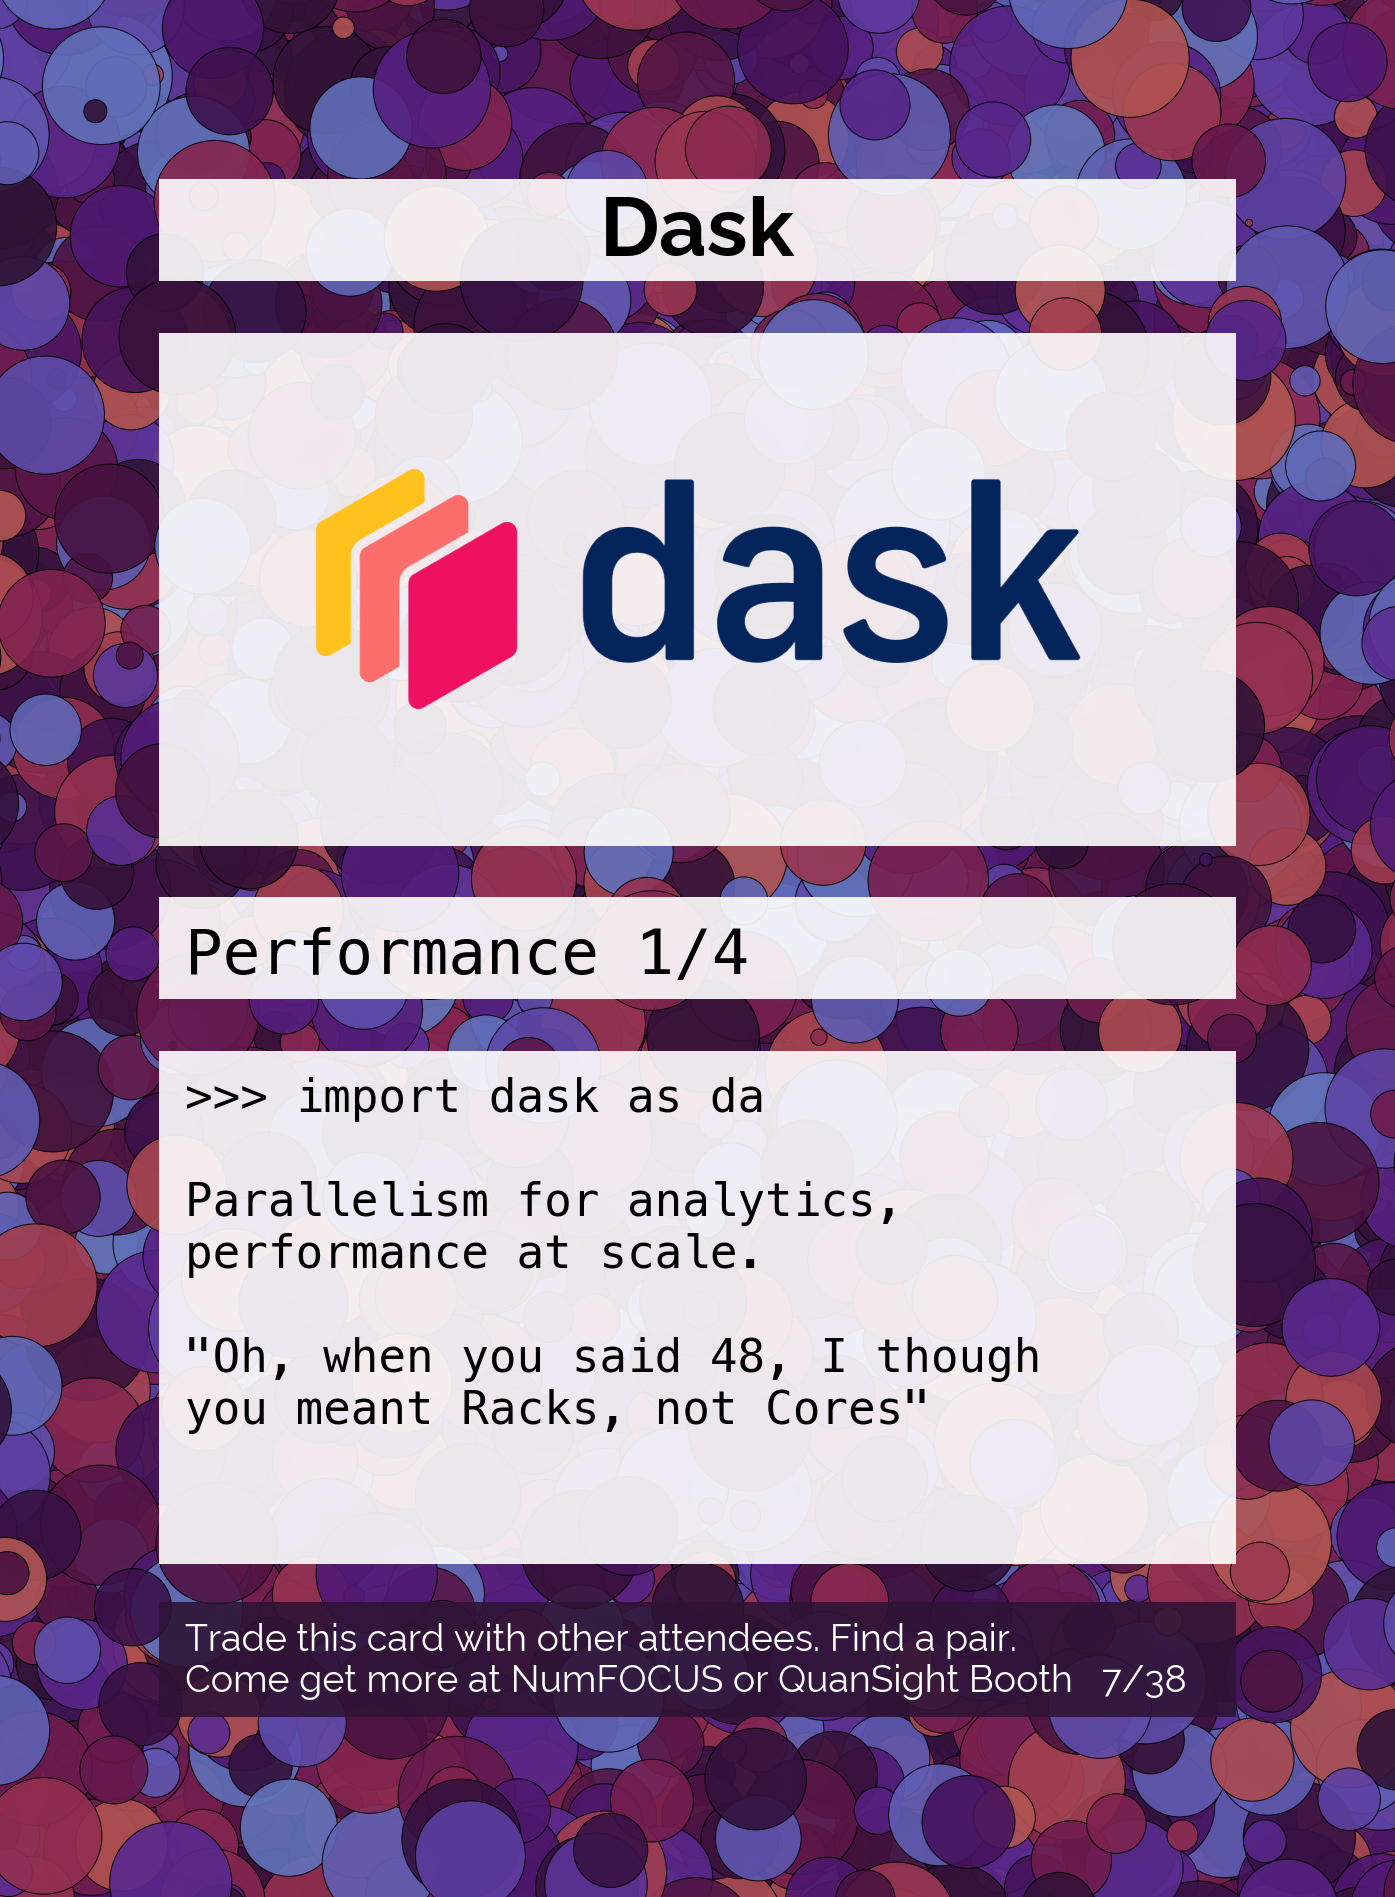 Dask
dask
Performance 1/4
>>> import dask as da
Parallelism for analytics,
performance at scale.
"Oh, when you said 48, I though
you meant Racks, not Cores"
Trade this card with other attendees. Find a pair.
Come get more at NumFOCUS or QuanSight Booth 7/38